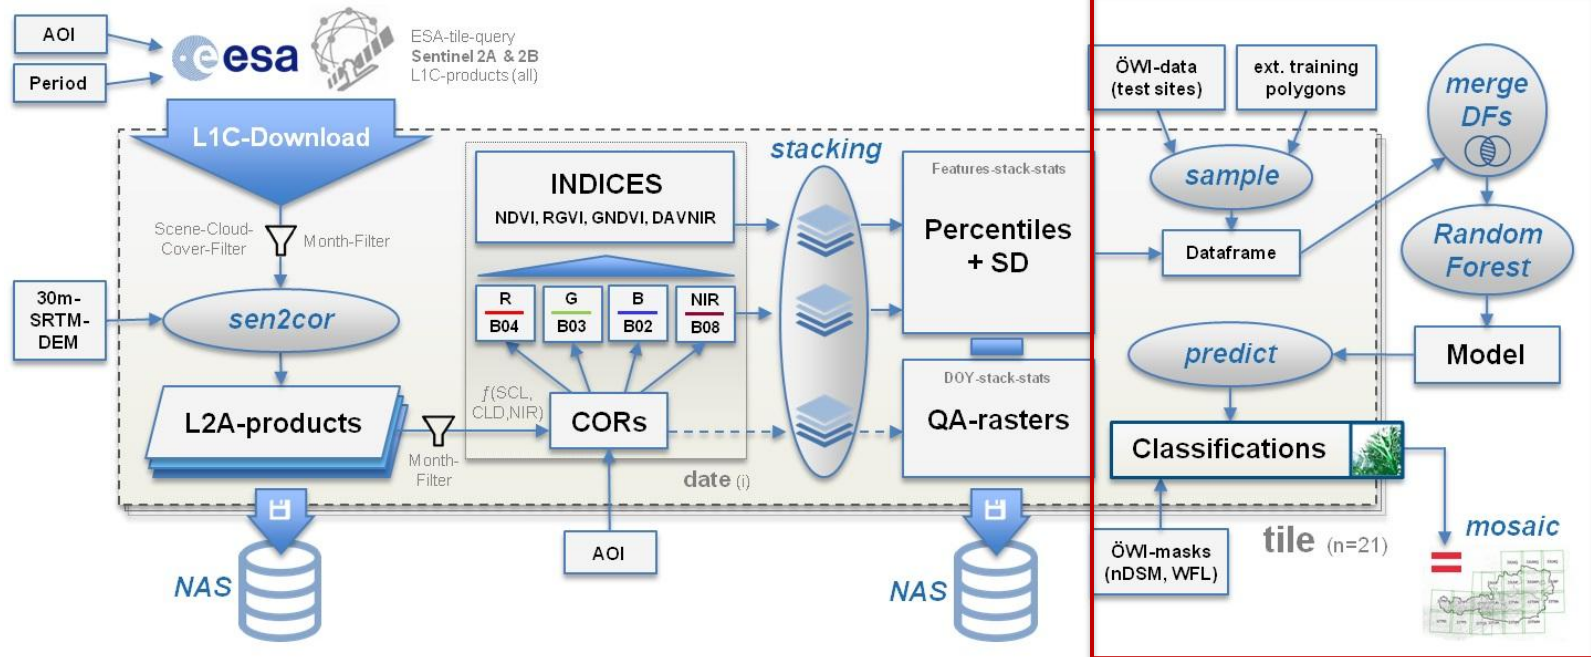 AOI
Period
esa
ESA-tile-query
Sentinel 2A & 2B
L1C-products (all)
L1C-Download
Scene-Cloud-
Cover-Filter
Month-Filter
30m-
SRTM-
DEM
sen2cor
L2A-products
Month-
Filter
NAS
INDICES
NDVI, RGVI, GNDVI, DAVNIR
R
B04
G
B03
B
B02
NIR
B08
f(SCL,
CLD,NIR)
CORs
date (i)
AOI
stacking
Features-stack-stats
Percentiles
+ SD
DOY-stack-stats
QA-rasters
NAS
ÖWI-data
(test sites)
ext. training
polygons
sample
Dataframe
merge
DFs
Random
Forest
Model
predict
Classifications
tile (n=21)
ÖWI-masks
(nDSM, WFL)
mosaic